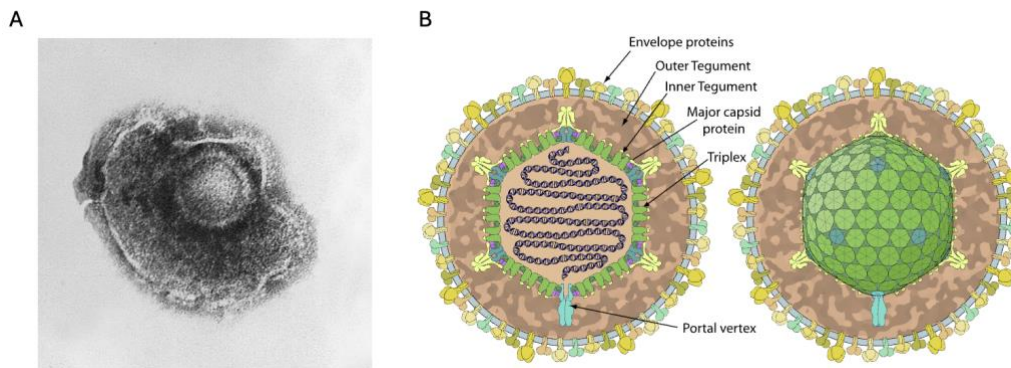 A
B
Envelope proteins
Outer Tegument
Inner Tegument
Major capsid
protein
Triplex
Portal vertex